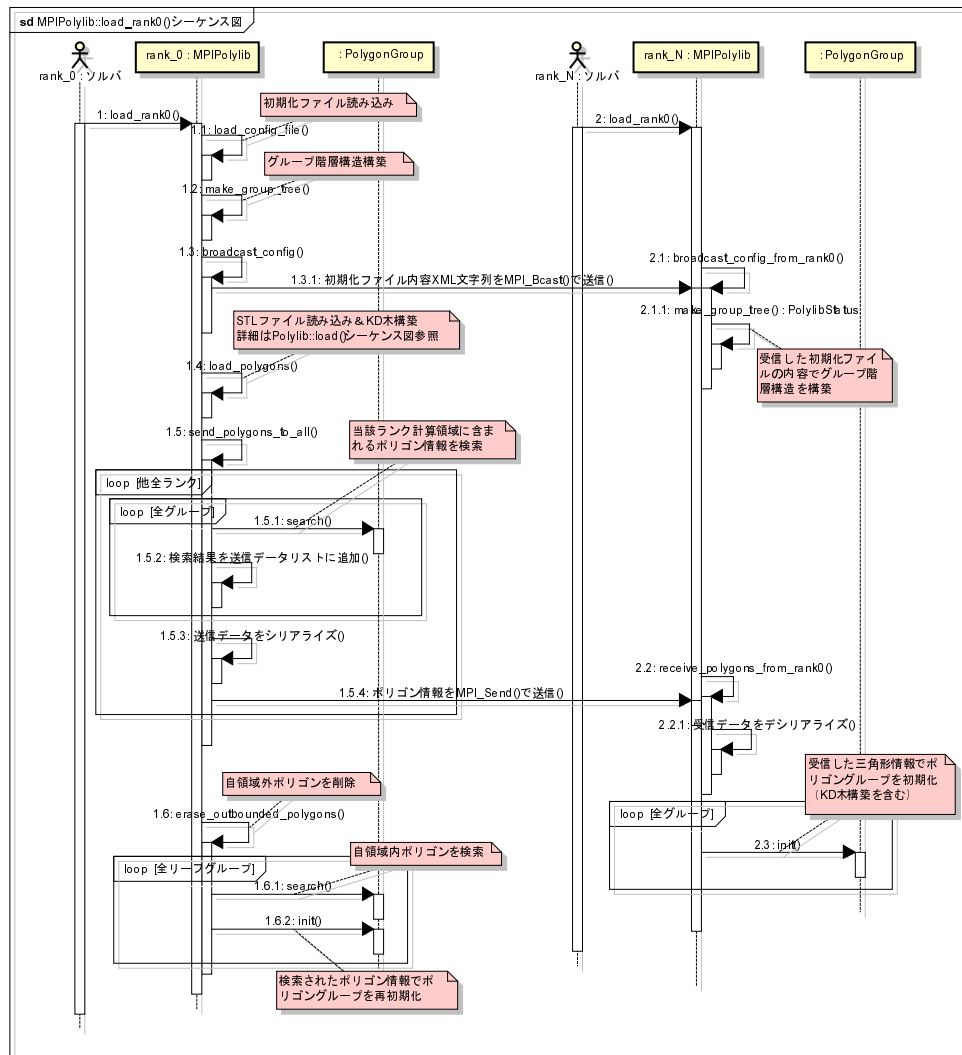 sd MPIPolylib::load_rank0()シーケンス図
rank_0 : ソルバ
rank_0 : MPIPolylib
: PolygonGroup
rank_N : ソルバ
rank_N : MPIPolylib
: PolygonGroup
初期化ファイル読み込み
1: load_rank0()
2: load_rank0()
1.1: load_config_file()
グループ階層構造構築
1.2: make_group_tree()
1.3: broadcast_config()
2.1: broadcast_config_from_rank0()
1.3.1: 初期化ファイル内容XML文字列をMPI_Bcast()で送信()
2.1.1: make_group_tree() : PolylibStatus
STLファイル読み込み＆KD木構築
詳細はPolylib::load()シーケンス図参照
受信した初期化ファイ
ルの内容でグループ階
層構造を構築
1.4: load_polygons()
1.5: send_polygons_to_all()
当該ランク計算領域に含ま
れるポリゴン情報を検索
loop [他全ランク]
loop [全グループ]
1.5.1: search()
1.5.2: 検索結果を送信データリストに追加()
1.5.3: 送信データをシリアライズ()
2.2: receive_polygons_from_rank0()
1.5.4: ポリゴン情報をMPI_Send()で送信()
2.2.1: 受信データをデシリアライズ()
受信した三角形情報でポ
リゴングループを初期化
（KD木構築を含む）
自領域外ポリゴンを削除
1.6: erase_outbounded_polygons()
loop [全グループ]
2.3: init()
自領域内ポリゴンを検索
loop [全リーフグループ]
1.6.1: search()
1.6.2: init()
検索されたポリゴン情報でポ
リゴングループを再初期化